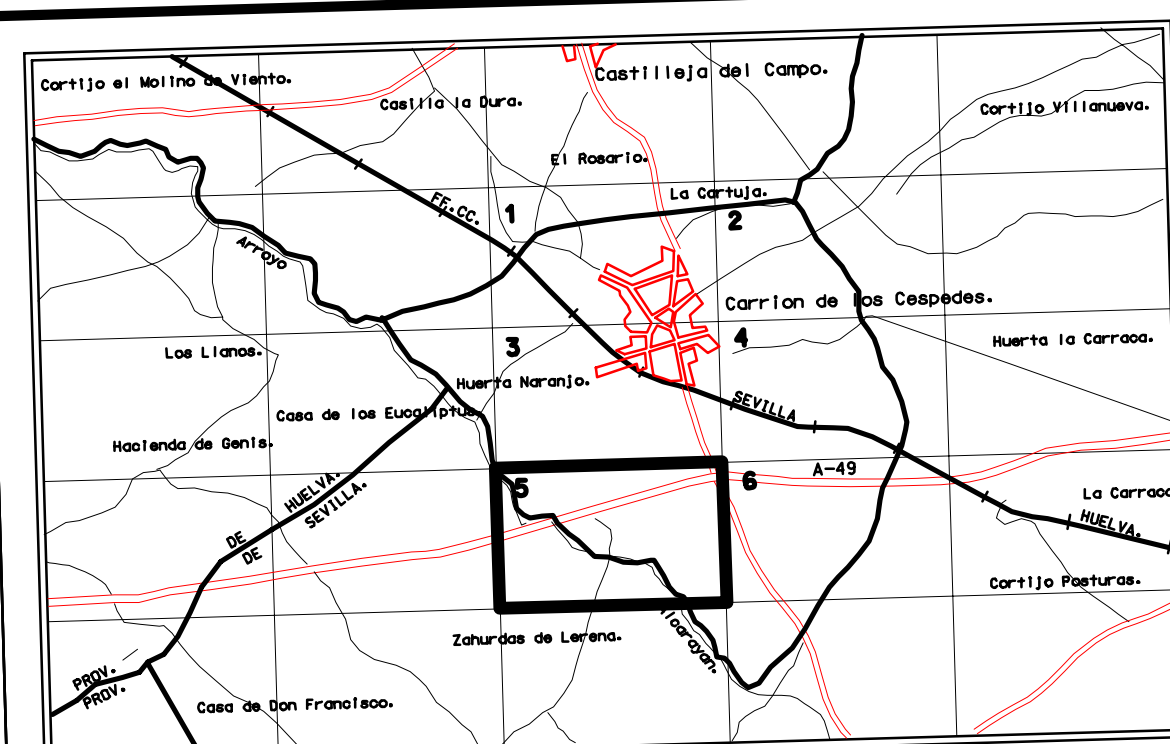 Castilleja del Campo.
Cortijo el Molino de Viento.
Casilla la Dura.
Cortijo Villanueva.
El Rosario.
La Cartuja.
FF.CC.
1
2
Arroyo
Carrion de los Cespedes.
3
4
Huerta la Carraca.
Los Llanos.
Huerta Naranjo.
SEVILLA
Casa de los Eucaliptus.
Hacienda de Genis.
A-49
5
6
HUELVA.
SEVILLA.
La Carraca
HUELVA.
DE
DE
Cortijo Posturas.
Zahurdas de Lerena.
Alcarayan.
PROV.
PROV.
Casa de Don Francisco.